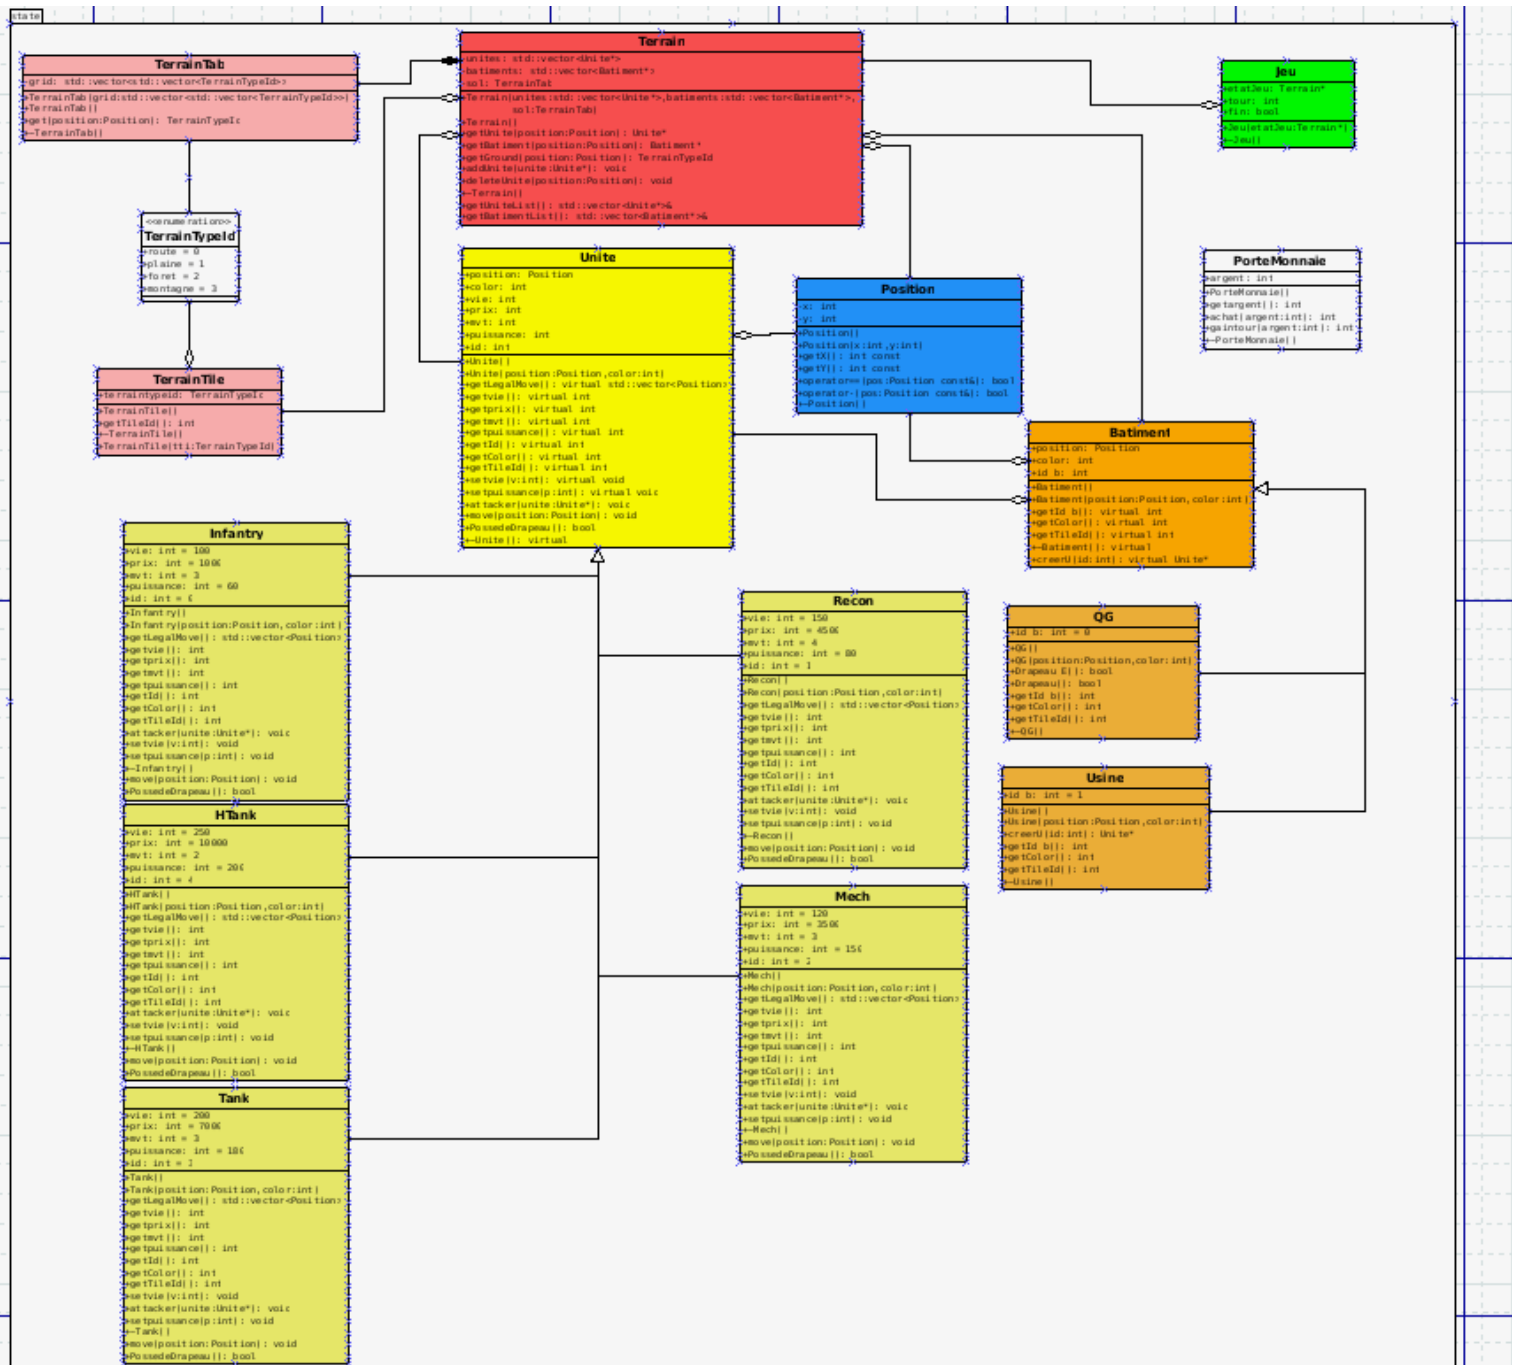 state
TerrainTab
-grid: std::vector<std::vector<TerrainTypeId>>
+TerrainTab(grid:std::vector<std::vector<TerrainTypeId>>)
+TerrainTab()
+get(position:Position): TerrainTypeId
+~TerrainTab()
<<enumeration>>
TerrainTypeId
+route = 0
+plaine = 1
+foret = 2
+montagne = 3
TerrainTile
+terraintypeid: TerrainTypeId
+TerrainTile()
+getTileId(): int
+~TerrainTile()
+TerrainTile(tti:TerrainTypeId)
Terrain
-unites: std::vector<Unite*>
-batiments: std::vector<Batiment*>
-sol: TerrainTab
+Terrain(unites:std::vector<Unite*>,batiments:std::vector<Batiment*>,
sol:TerrainTab)
+Terrain()
+getUnite(position:Position): Unite*
+getBatiment(position:Position): Batiment*
+getGround(position:Position): TerrainTypeId
+addUnite(unite:Unite*): void
+deleteUnite(position:Position): void
+~Terrain()
+getUniteList(): std::vector<Unite*>&
+getBatimentList(): std::vector<Batiment*>&
Jeu
+etatJeu: Terrain*
+tour: int
+fin: bool
+Jeu(etatJeu:Terrain*)
+~Jeu()
Unite
+position: Position
+color: int
+vie: int
+prix: int
+mvt: int
+puissance: int
+id: int
+Unite()
+Unite(position:Position,color:int)
+getLegalMove(): virtual std::vector<Position>
+getvie(): virtual int
+getprix(): virtual int
+getmvt(): virtual int
+getpuissance(): virtual int
+getId(): virtual int
+getColor(): virtual int
+getTileId(): virtual int
+setvie(v:int): virtual void
+setpuissance(p:int): virtual void
+attacker(unite:Unite*): void
+move(position:Position): void
+PossedeDrapeau(): bool
+~Unite(): virtual
Position
-x: int
-y: int
+Position()
+Position(x:int,y:int)
+getX(): int const
+getY(): int const
+operator==(pos:Position const&): bool
+operator-(pos:Position const&): bool
+~Position()
PorteMonnaie
+argent: int
+PorteMonnaie()
+getargent(): int
+achat(argent:int): int
+gaintour(argent:int): int
+~PorteMonnaie()
Batiment
+position: Position
+color: int
+id b: int
+Batiment()
+Batiment(position:Position,color:int)
+getId b(): virtual int
+getColor(): virtual int
+getTileId(): virtual int
+~Batiment(): virtual
+creerU(id:int): virtual Unite*
Infantry
+vie: int = 100
+prix: int = 1000
+mvt: int = 3
+puissance: int = 60
+id: int = 0
+Infantry()
+Infantry(position:Position,color:int)
+getLegalMove(): std::vector<Position>
+getvie(): int
+getprix(): int
+getmvt(): int
+getpuissance(): int
+getId(): int
+getColor(): int
+getTileId(): int
+attacker(unite:Unite*): void
+setvie(v:int): void
+setpuissance(p:int): void
+~Infantry()
+move(position:Position): void
+PossedeDrapeau(): bool
HTank
+vie: int = 250
+prix: int = 10000
+mvt: int = 2
+puissance: int = 200
+id: int = 4
+HTank()
+HTank(position:Position,color:int)
+getLegalMove(): std::vector<Position>
+getvie(): int
+getprix(): int
+getmvt(): int
+getpuissance(): int
+getId(): int
+getColor(): int
+getTileId(): int
+attacker(unite:Unite*): void
+setvie(v:int): void
+setpuissance(p:int): void
+~HTank()
+move(position:Position): void
+PossedeDrapeau(): bool
Tank
+vie: int = 200
+prix: int = 7000
+mvt: int = 3
+puissance: int = 180
+id: int =
+Tank()
+Tank(position:Position,color:int)
+getLegalMove(): std::vector<Position>
+getvie(): int
+getprix(): int
+getmvt(): int
+getpuissance(): int
+getId(): int
+getColor(): int
+getTileId(): int
+setvie(v:int): void
+attacker(unite:Unite*): void
+setpuissance(p:int): void
+~Tank()
+move(position:Position): void
+PossedeDrapeau(): bool
Recon
+vie: int = 150
+prix: int = 4500
+mvt: int = 4
+puissance: int = 80
+id: int = 1
+Recon()
+Recon(position:Position,color:int)
+getLegalMove(): std::vector<Position>
+getvie(): int
+getprix(): int
+getmvt(): int
+getpuissance(): int
+getId(): int
+getColor(): int
+getTileId(): int
+attacker(unite:Unite*): void
+setvie(v:int): void
+setpuissance(p:int): void
+~Recon()
+move(position:Position): void
+PossedeDrapeau(): bool
Mech
+vie: int = 120
+prix: int = 3500
+mvt: int = 3
+puissance: int = 150
+id: int = 2
+Mech()
+Mech(position:Position,color:int)
+getLegalMove(): std::vector<Position>
+getvie(): int
+getprix(): int
+getmvt(): int
+getpuissance(): int
+getId(): int
+getColor(): int
+getTileId(): int
+setvie(v:int): void
+attacker(unite:Unite*): void
+setpuissance(p:int): void
+~Mech()
+move(position:Position): void
+PossedeDrapeau(): bool
QG
+id b: int = 0
+QG()
+QG(position:Position,color:int)
+Drapeau E(): bool
+Drapeau(): bool
+getId b(): int
+getColor(): int
+getTileId(): int
+~QG()
Usine
+id b: int = 1
+Usine()
+Usine(position:Position,color:int)
+creerU(id:int): Unite*
+getId b(): int
+getColor(): int
+getTileId(): int
+~Usine()